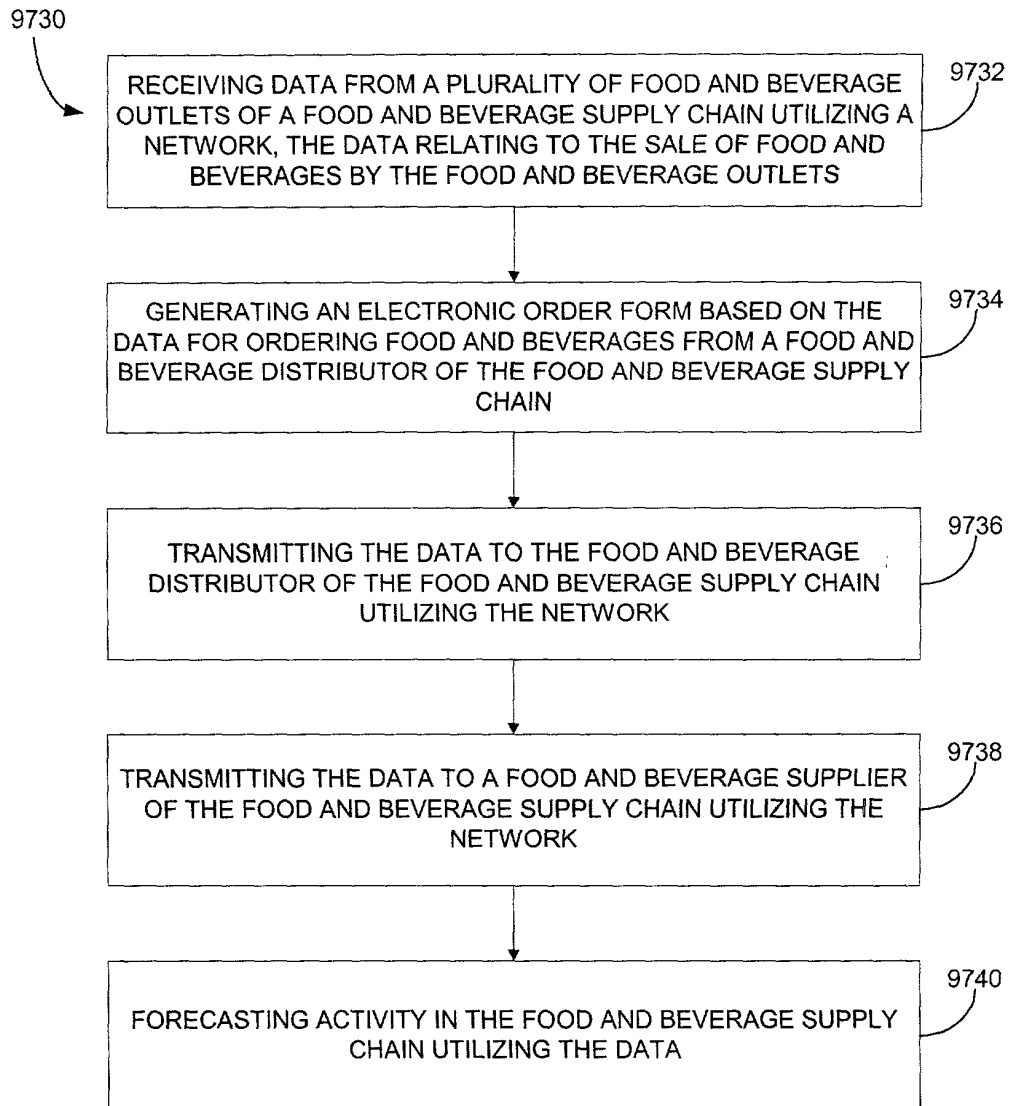 9730
RECEIVING DATA FROM A PLURALITY OF FOOD AND BEVERAGE
OUTLETS OF A FOOD AND BEVERAGE SUPPLY CHAIN UTILIZING A
NETWORK, THE DATA RELATING TO THE SALE OF FOOD AND
BEVERAGES BY THE FOOD AND BEVERAGE OUTLETS
9732
GENERATING AN ELECTRONIC ORDER FORM BASED ON THE
DATA FOR ORDERING FOOD AND BEVERAGES FROM A FOOD AND
BEVERAGE DISTRIBUTOR OF THE FOOD AND BEVERAGE SUPPLY
CHAIN
9734
TRANSMITTING THE DATA TO THE FOOD AND BEVERAGE
DISTRIBUTOR OF THE FOOD AND BEVERAGE SUPPLY CHAIN
UTILIZING THE NETWORK
9736
TRANSMITTING THE DATA TO A FOOD AND BEVERAGE SUPPLIER
OF THE FOOD AND BEVERAGE SUPPLY CHAIN UTILIZING THE
NETWORK
9738
FORECASTING ACTIVITY IN THE FOOD AND BEVERAGE SUPPLY
CHAIN UTILIZING THE DATA
9740